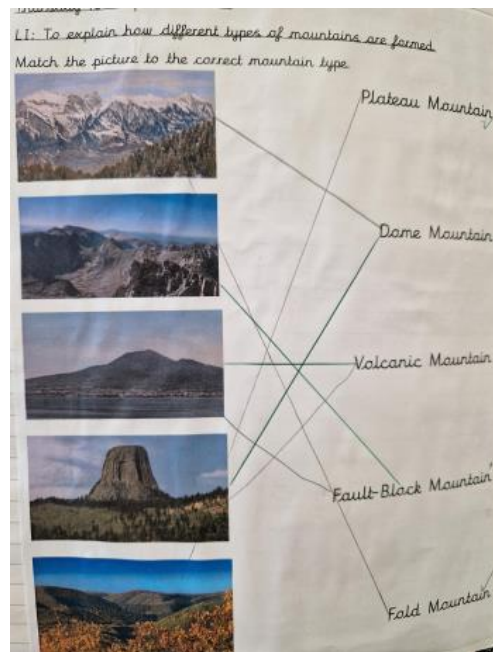 LI: To explain how different types of mountains are formed
Match the picture to the correct mountain type.
Plateau Mountain
Dome Mountain
Volcanic Mountain
Fault-Block Mountain
Fold Mountain